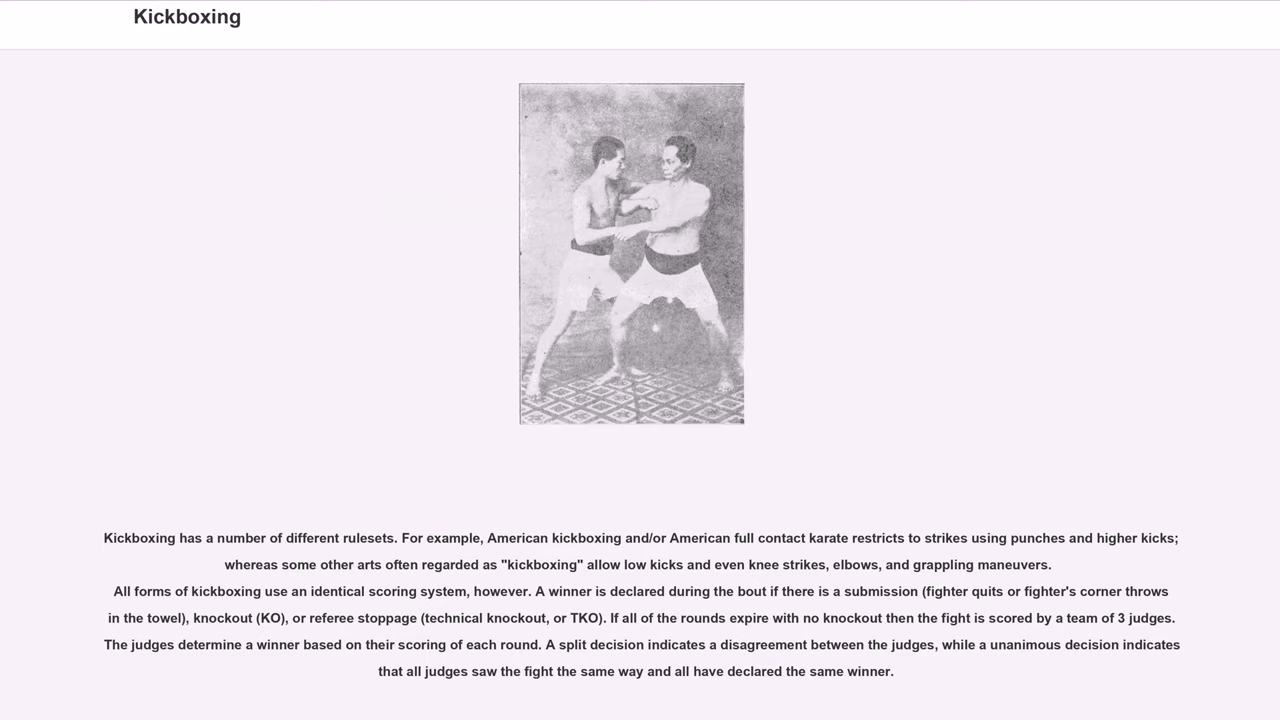 Kickboxing
Kickboxing has a number of different rulesets. For example, American kickboxing and/or American full contact karate restricts to strikes using punches and higher kicks;
whereas some other arts often regarded as "kickboxing" allow low kicks and even knee strikes, elbows, and grappling maneuvers.
All forms of kickboxing use an identical scoring system, however. A winner is declared during the bout if there is a submission (fighter quits or fighter's corner throws
in the towel), knockout (KO), or referee stoppage (technical knockout, or TKO). If all of the rounds expire with no knockout then the fight is scored by a team of 3 judges.
The judges determine a winner based on their scoring of each round. A split decision indicates a disagreement between the judges, while a unanimous decision indicates
that all judges saw the fight the same way and all have declared the same winner.